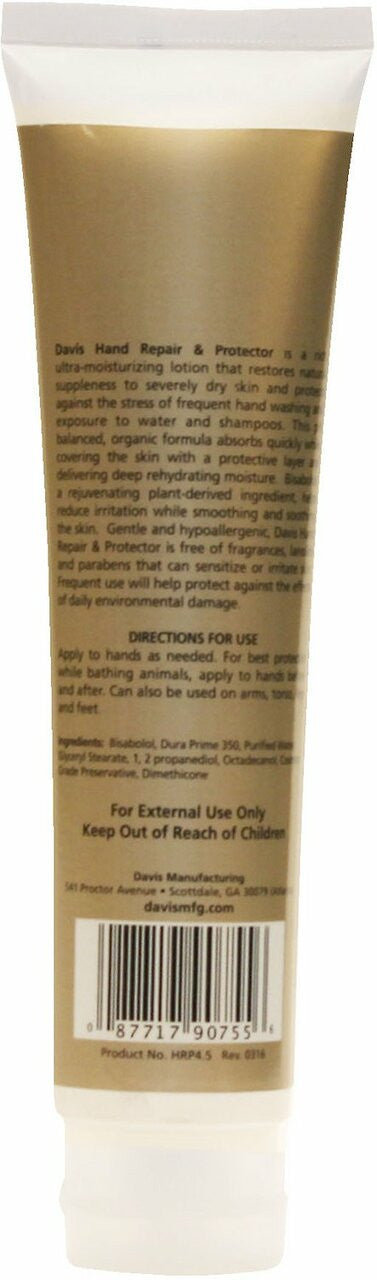 Davis Hand Repair & Protector is a
ultra-moisturizing lotion that restores
suppleness to severely dry skin and
against the stress of frequent hand washing
exposure to water and shampoos. This
balanced, organic formula absorbs quickly
covering the skin with a protective layer
delivering deep rehydrating moisture.
a rejuvenating plant-derived ingredient,
reduce irritation while smoothing and
the skin. Gentle and hypoallergenic, Davis
Repair & Protector is free of fragrances,
and parabens that can sensitize or irritate
Frequent use will help protect against the
of daily environmental damage.
DIRECTIONS FOR USE
Apply to hands as needed. For best
while bathing animals, apply to hands
and after. Can also be used on arms, torso,
and feet.
Ingredients: Bisabolol, Dura Prime 350, Purified
Glyceryl Stearate, 1, 2 propanediol, Octadecanol,
Grade Preservative, Dimethicone
For External Use Only
Keep Out of Reach of Children
Davis Manufacturing
541 Proctor Avenue • Scottdale, GA 30079
davismfg.com
0 87717 90755 6
Product No. HRP4.5 Rev. 0316